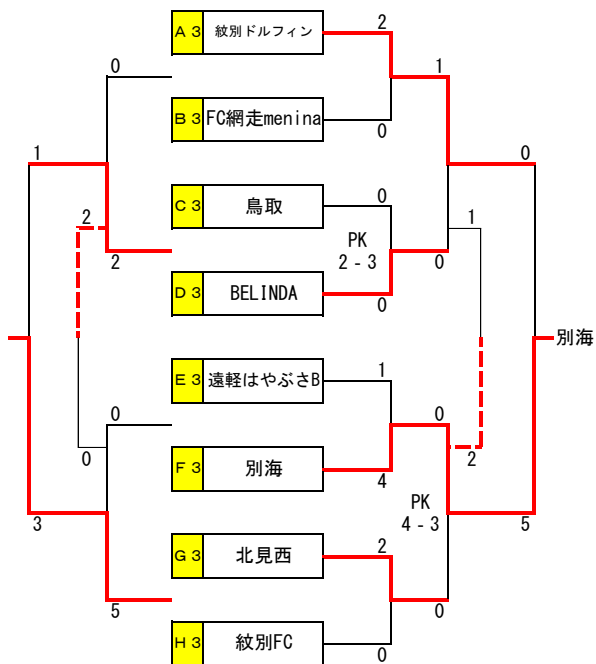 A3 紋別ドルフィン 2
0 1
B3 FC網走menina 0
1 0
C3 鳥取 0
2 1
PK
2 0
2-3
D3 BELINDA 0
別海
E3 遠軽はやぶさB 1
0 0
0 2
F3 別海 4
PK
3 5
4-3
G3 北見西 2
5 0
H3 紋別FC 0